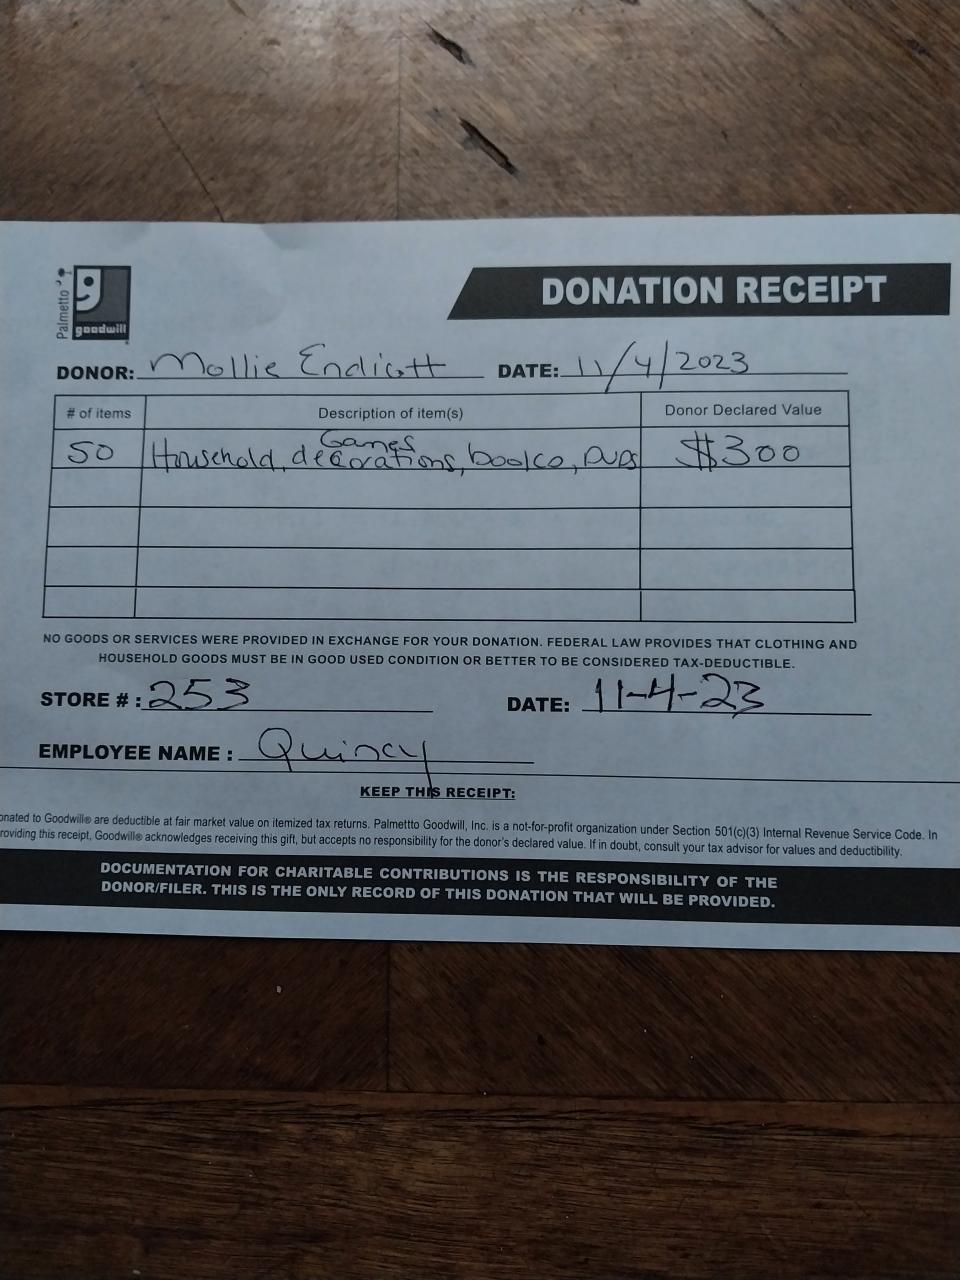 Palmetto
goodwill
DONATION RECEIPT
DONOR: Mollie Endicott DATE: 11/4/2023
# of items Description of item(s) Donor Declared Value
Games
50 Household, decorations, books, DVDs $300
NO GOODS OR SERVICES WERE PROVIDED IN EXCHANGE FOR YOUR DONATION. FEDERAL LAW PROVIDES THAT CLOTHING AND
HOUSEHOLD GOODS MUST BE IN GOOD USED CONDITION OR BETTER TO BE CONSIDERED TAX-DEDUCTIBLE.
STORE # : 253 DATE: 11-4-23
EMPLOYEE NAME : Quincy
KEEP THIS RECEIPT:
onated to Goodwill® are deductible at fair market value on itemized tax returns. Palmettto Goodwill, Inc. is a not-for-profit organization under Section 501(c)(3) Internal Revenue Service Code. In
roviding this receipt, Goodwill® acknowledges receiving this gift, but accepts no responsibility for the donor's declared value. If in doubt, consult your tax advisor for values and deductibility.
DOCUMENTATION FOR CHARITABLE CONTRIBUTIONS IS THE RESPONSIBILITY OF THE
DONOR/FILER. THIS IS THE ONLY RECORD OF THIS DONATION THAT WILL BE PROVIDED.